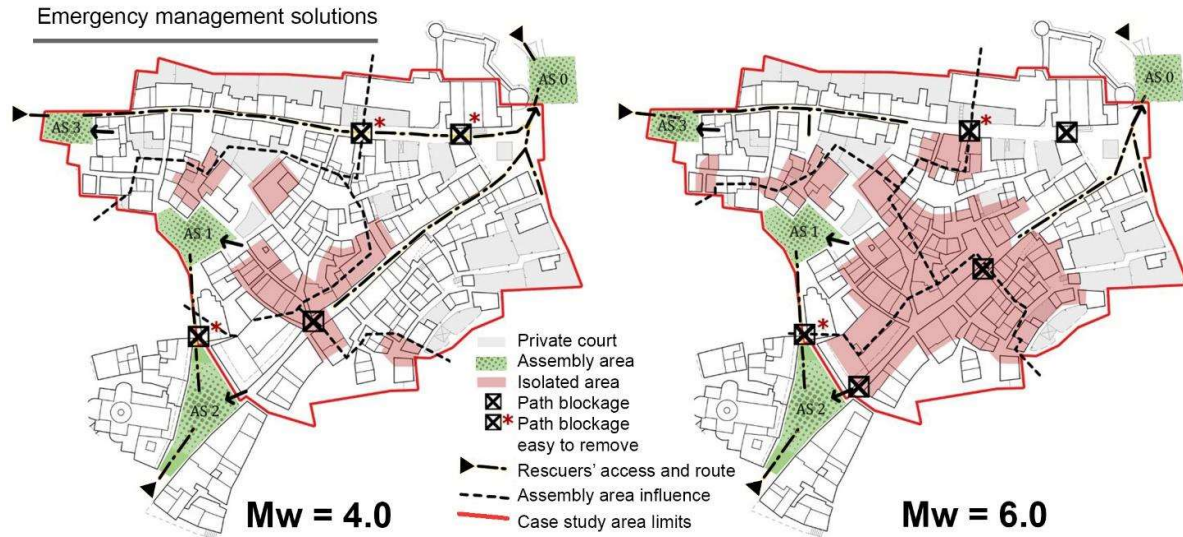 Emergency management solutions
AS 0
AS 3
*
*
AS 1
*
AS 2
Mw = 4.0
Private court
Assembly area
Isolated area
Path blockage
* Path blockage
easy to remove
Rescuers' access and route
Assembly area influence
Case study area limits
AS 0
AS 3
*
AS 1
*
AS 2
Mw = 6.0